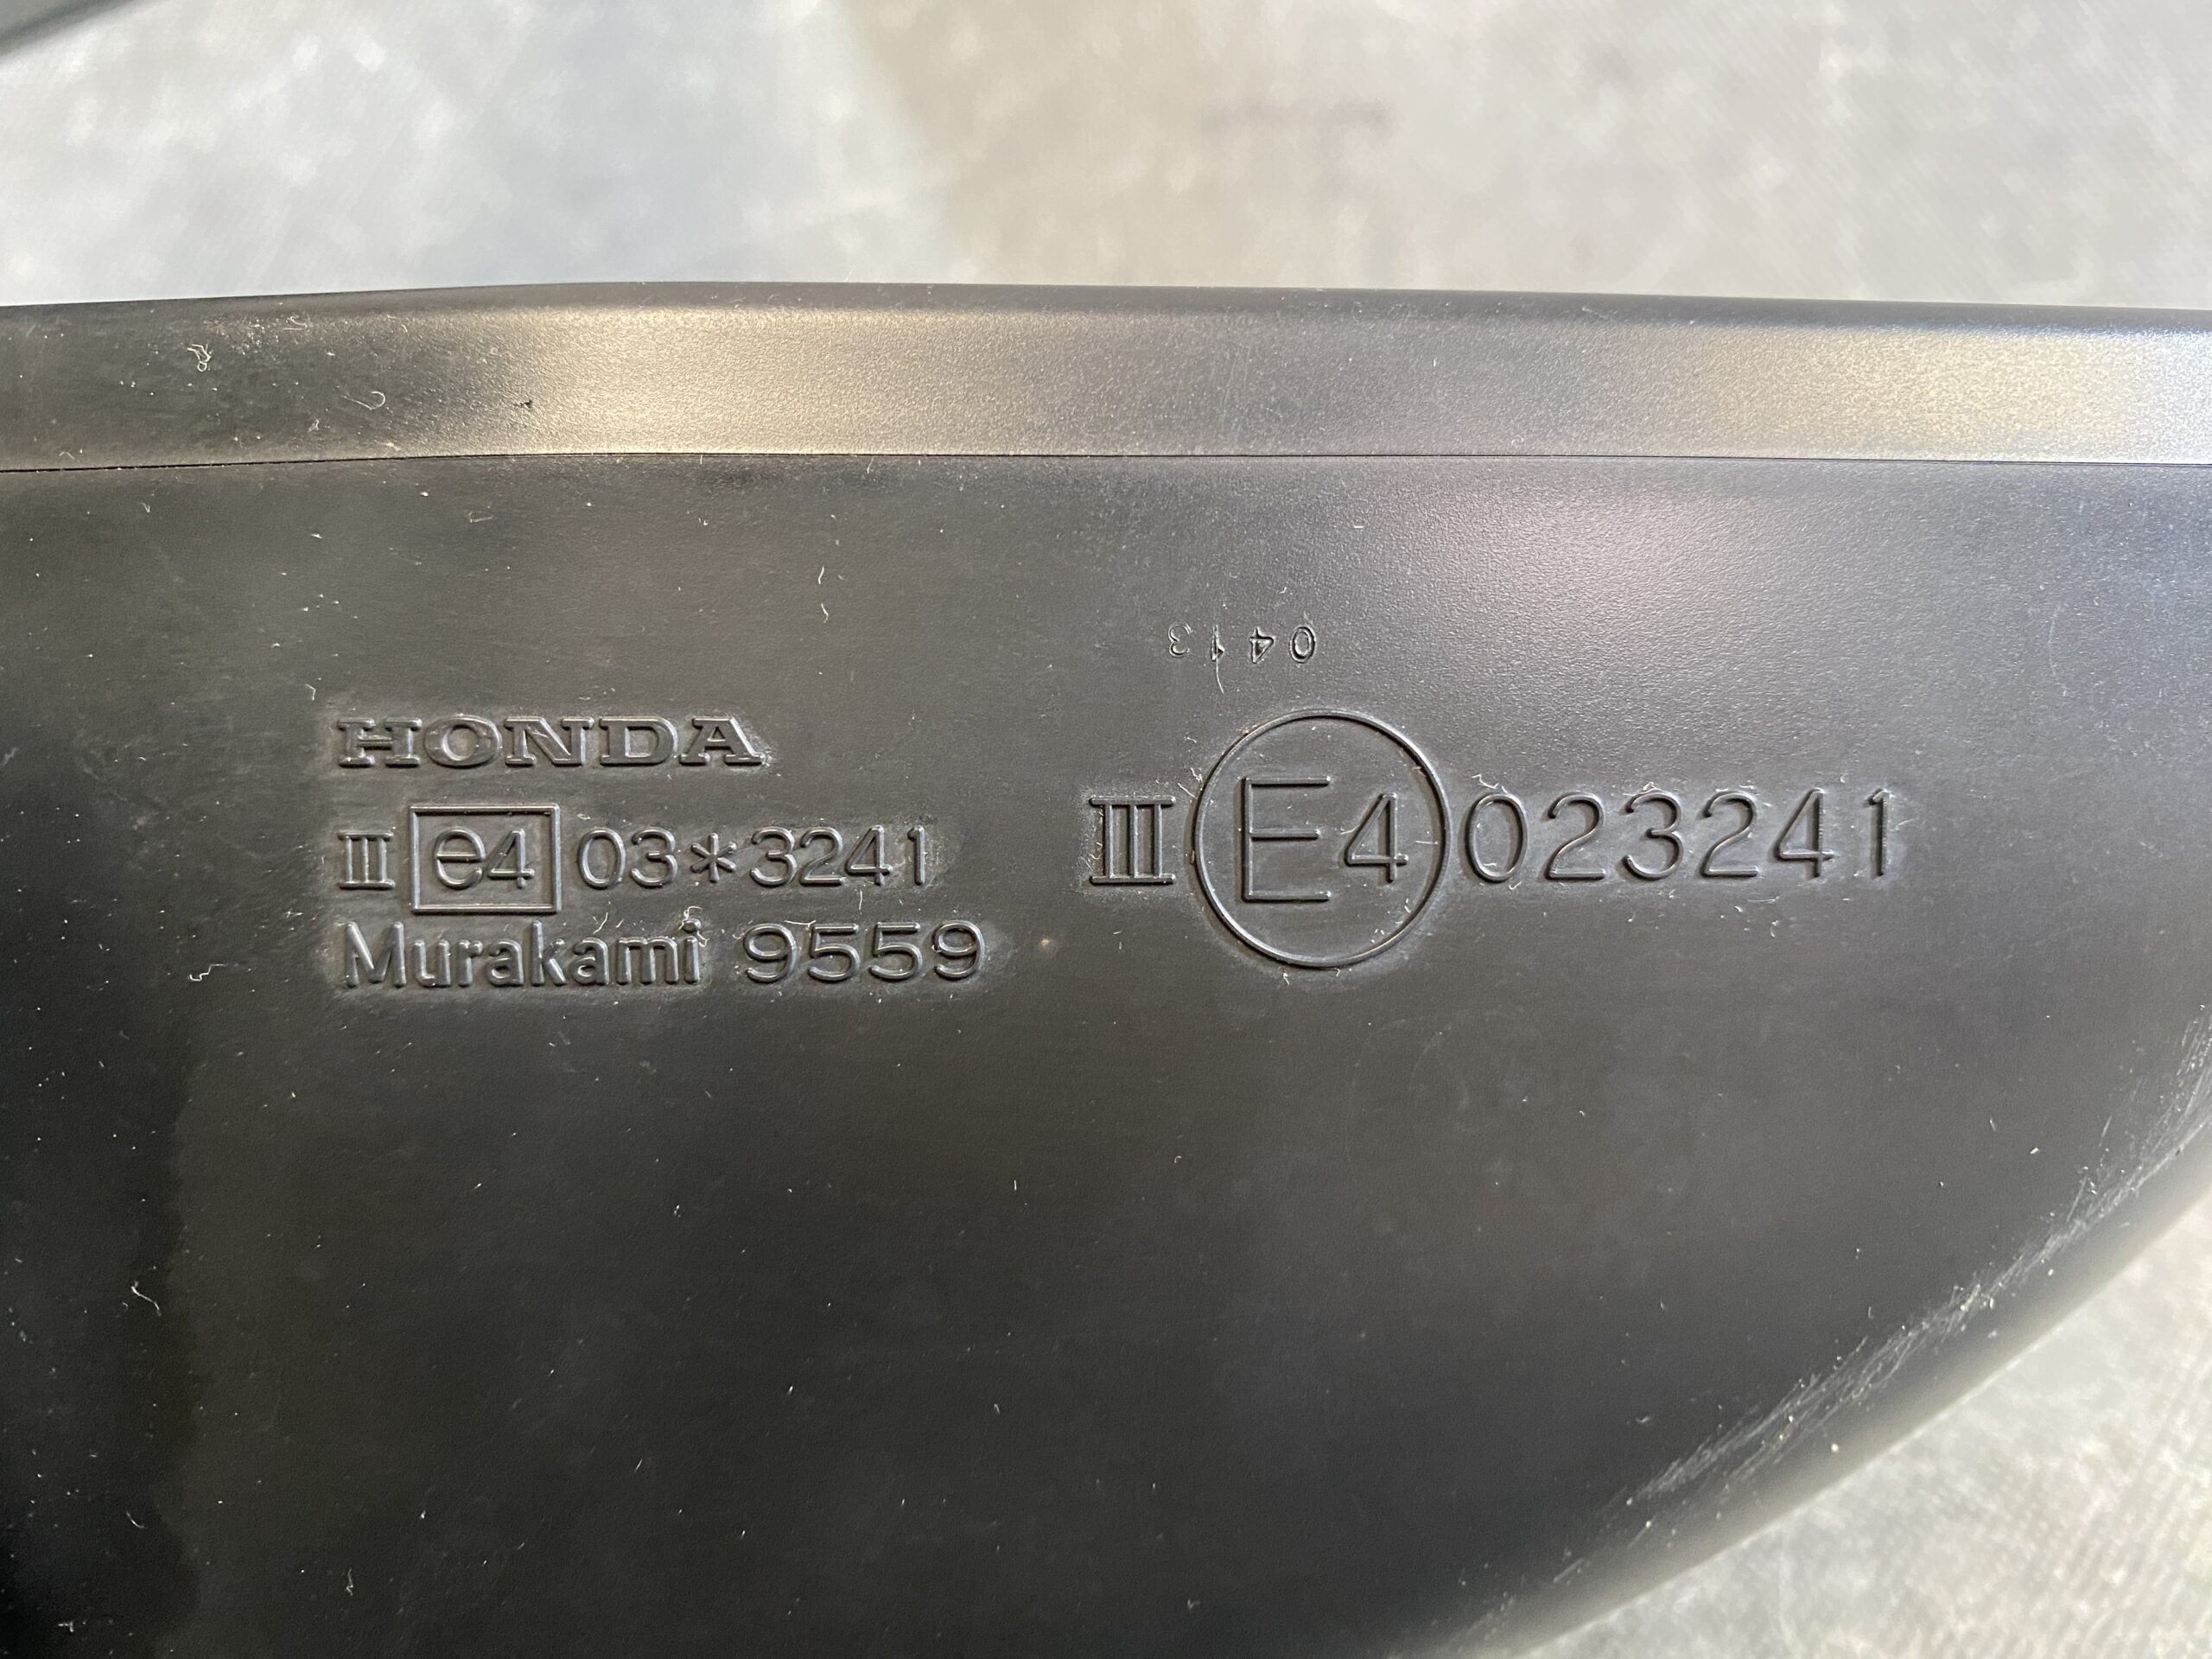 0413
HONDA
II e4 03*3241
Murakami 9559
III E4 023241